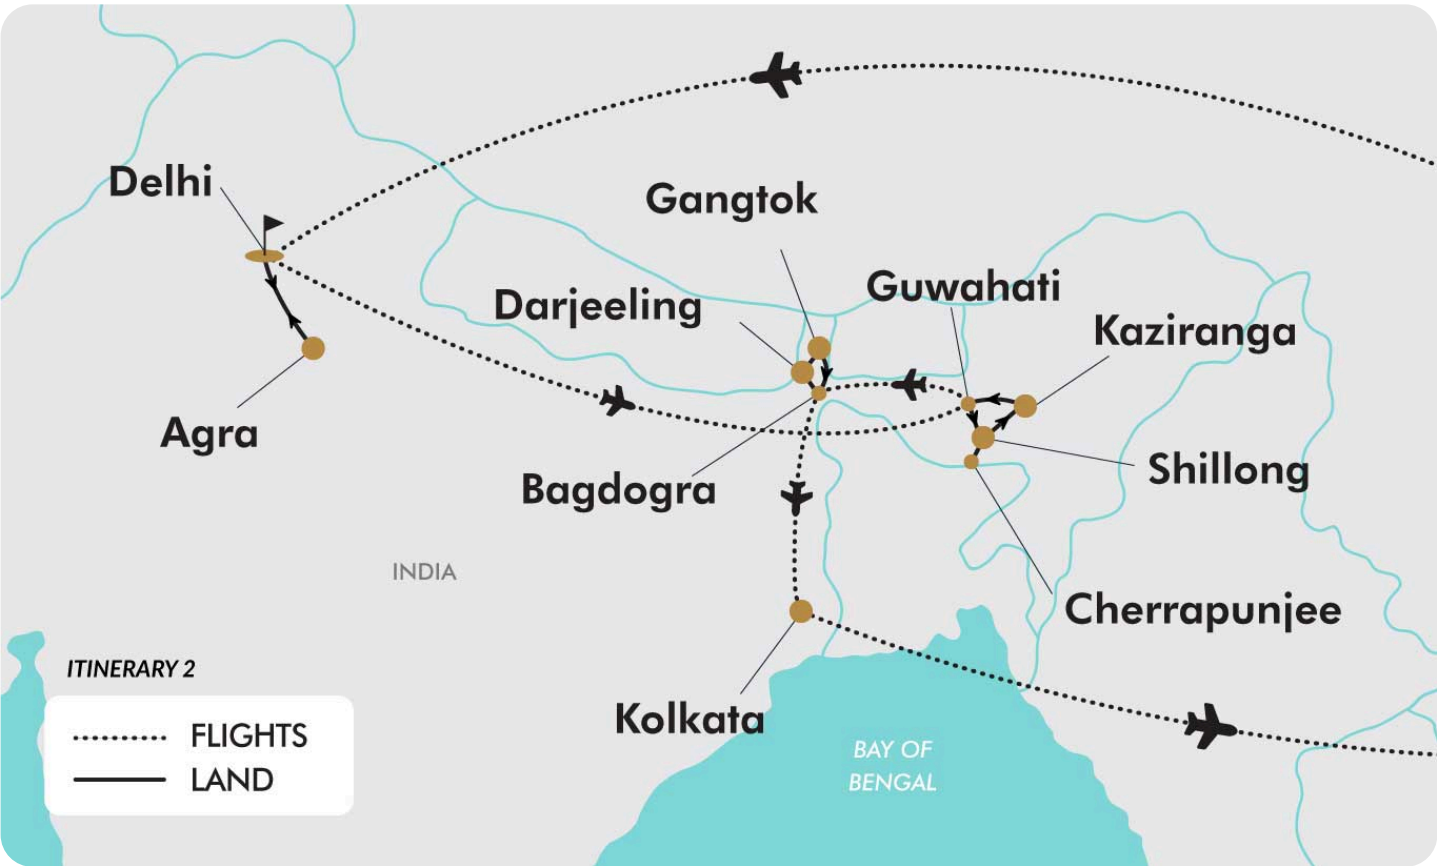 Delhi
Gangtok
Guwahati
Darjeeling
Kaziranga
Agra
Shillong
Bagdogra
INDIA
Cherrapunjee
ITINERARY 2
Kolkata
FLIGHTS
LAND
BAY OF
BENGAL